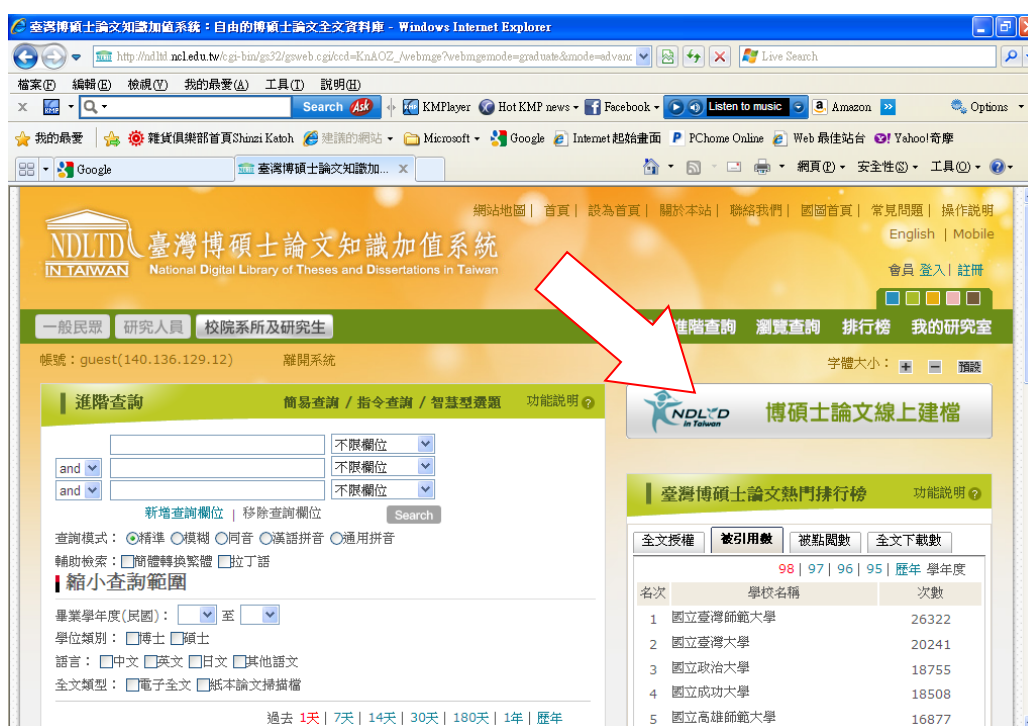 臺灣博碩士論文知識加值系統：自由的博碩士論文全文資料庫 - Windows Internet Explorer
http://ndltd.ncl.edu.tw/cgi-bin/gs32/gsweb.cgi/ccd=KnAOZ_/webmge?webmgemode=graduate&mode=advanc
Live Search
檔案(F) 編輯(E) 檢視(V) 我的最愛(A) 工具(T) 說明(H)
x Q Search KMPlayer Hot KMP news Facebook Listen to music Amazon Options
我的最愛 雜貨俱樂部首頁Shinzi Katoh 建議的網站 Microsoft Google Internet 起始畫面 PChome Online Web 最佳站台 Yahoo!奇摩
Google 臺灣博碩士論文知識加... x 網頁(P) 安全性(S) 工具(O)
網站地圖| 首頁| 設為首頁| 關於本站| 聯絡我們| 國圖首頁| 常見問題| 操作說明
English | Mobile
NDLTD IN TAIWAN
臺灣博碩士論文知識加值系統
National Digital Library of Theses and Dissertations in Taiwan
會員 登入| 註冊
一般民眾 研究人員 校院系所及研究生 進階查詢 瀏覽查詢 排行榜 我的研究室
帳號：guest(140.136.129.12) 離開系統 字體大小： + - 預設
進階查詢 簡易查詢 / 指令查詢 / 智慧型選題 功能說明
不限欄位
and 不限欄位
and 不限欄位
新增查詢欄位 | 移除查詢欄位 Search
查詢模式： 精準 模糊 同音 漢語拼音 通用拼音
輔助檢索： 簡體轉換繁體 拉丁語
縮小查詢範圍
畢業學年度(民國)： 至
學位類別： 博士 碩士
語言： 中文 英文 日文 其他語文
全文類型： 電子全文 紙本論文掃描檔
過去 1天| 7天| 14天| 30天| 180天| 1年| 歷年
NDLTD in Taiwan 博碩士論文線上建檔
臺灣博碩士論文熱門排行榜 功能說明
全文授權 被引用數 被點閱數 全文下載數
98| 97| 96| 95| 歷年 學年度
名次 學校名稱 次數
1 國立臺灣師範大學 26322
2 國立臺灣大學 20241
3 國立政治大學 18755
4 國立成功大學 18508
5 國立高雄師範大學 16877